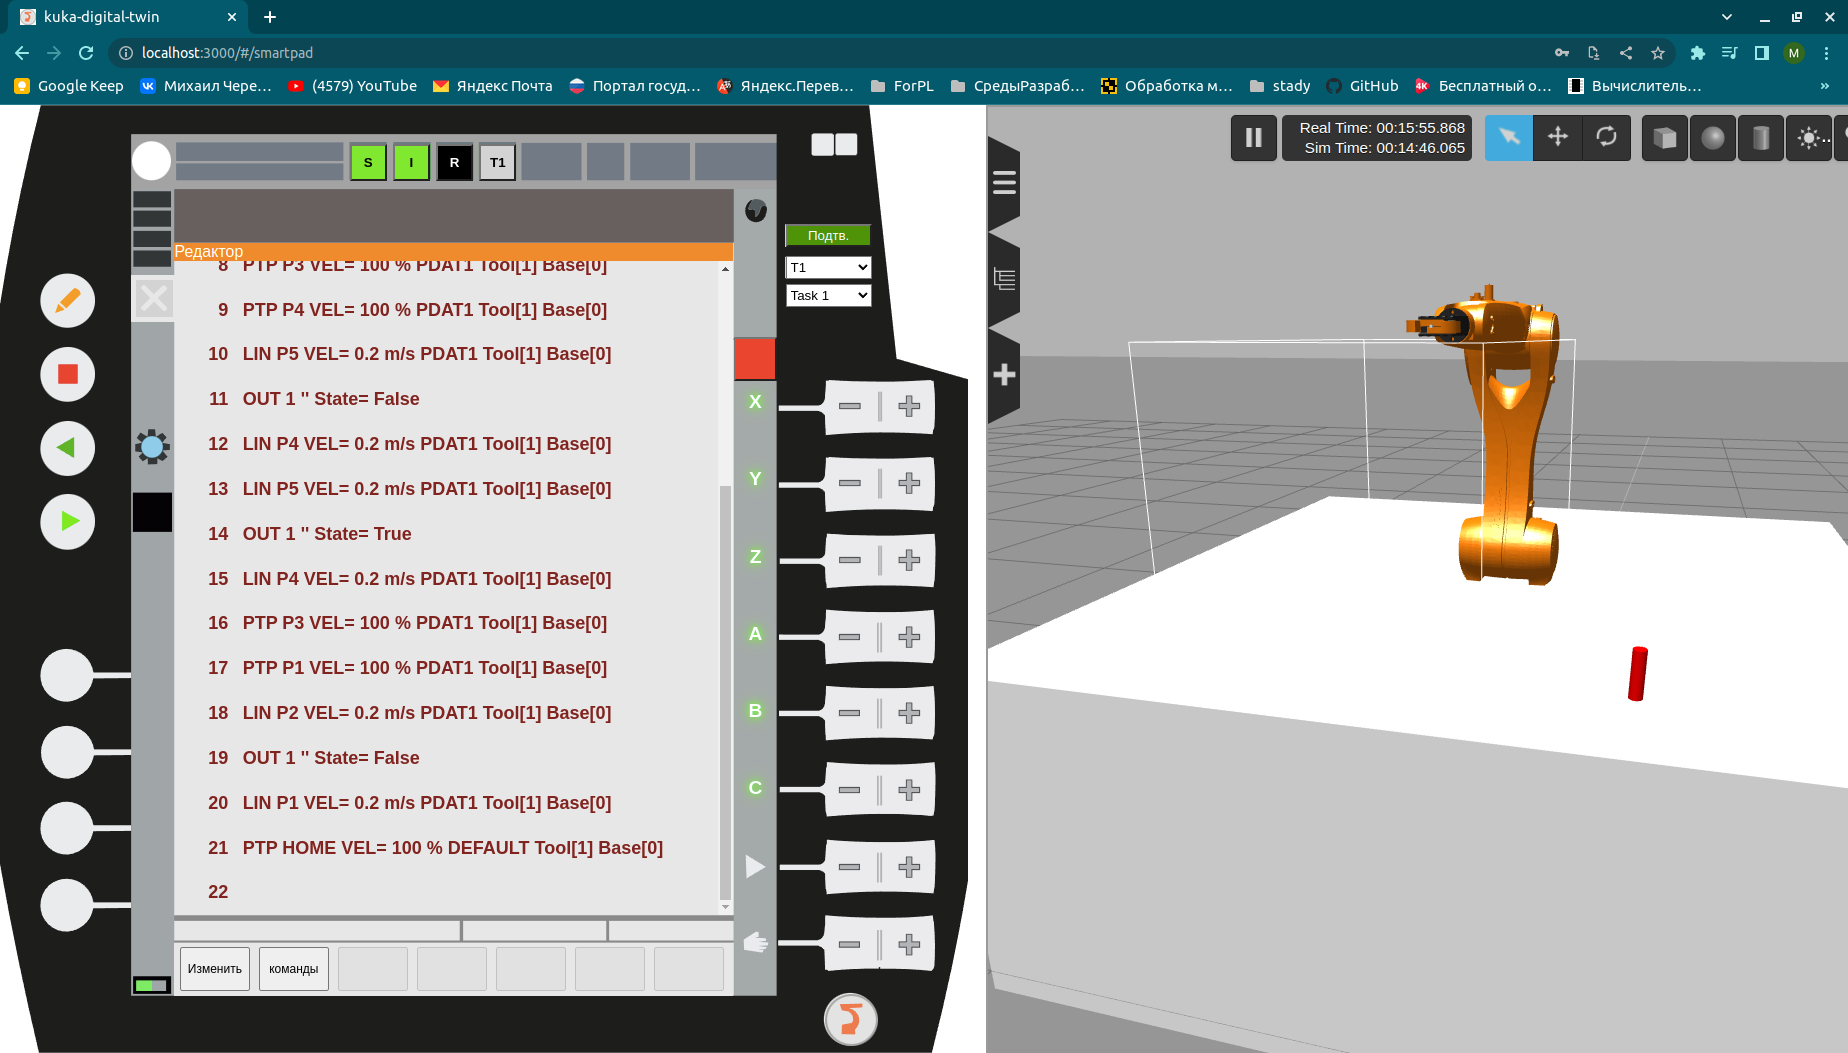 kuka-digital-twin
localhost:3000/#/smartpad
M
Google Keep
Михаил Чере…
(4579) YouTube
Яндекс Почта
Портал госуд…
Яндекс.Перев…
ForPL
СредыРазраб…
Обработка м…
stady
GitHub
4K
Бесплатный о…
Вычислитель…
»
S I R T1
Редактор
8 PTP P3 VEL= 100 % PDAT1 Tool[1] Base[0]
9 PTP P4 VEL= 100 % PDAT1 Tool[1] Base[0]
10 LIN P5 VEL= 0.2 m/s PDAT1 Tool[1] Base[0]
11 OUT 1 '' State= False
12 LIN P4 VEL= 0.2 m/s PDAT1 Tool[1] Base[0]
13 LIN P5 VEL= 0.2 m/s PDAT1 Tool[1] Base[0]
14 OUT 1 '' State= True
15 LIN P4 VEL= 0.2 m/s PDAT1 Tool[1] Base[0]
16 PTP P3 VEL= 100 % PDAT1 Tool[1] Base[0]
17 PTP P1 VEL= 100 % PDAT1 Tool[1] Base[0]
18 LIN P2 VEL= 0.2 m/s PDAT1 Tool[1] Base[0]
19 OUT 1 '' State= False
20 LIN P1 VEL= 0.2 m/s PDAT1 Tool[1] Base[0]
21 PTP HOME VEL= 100 % DEFAULT Tool[1] Base[0]
22
Изменить
команды
X
Y
Z
A
B
C
Подтв.
T1
Task 1
Real Time: 00:15:55.868
Sim Time: 00:14:46.065